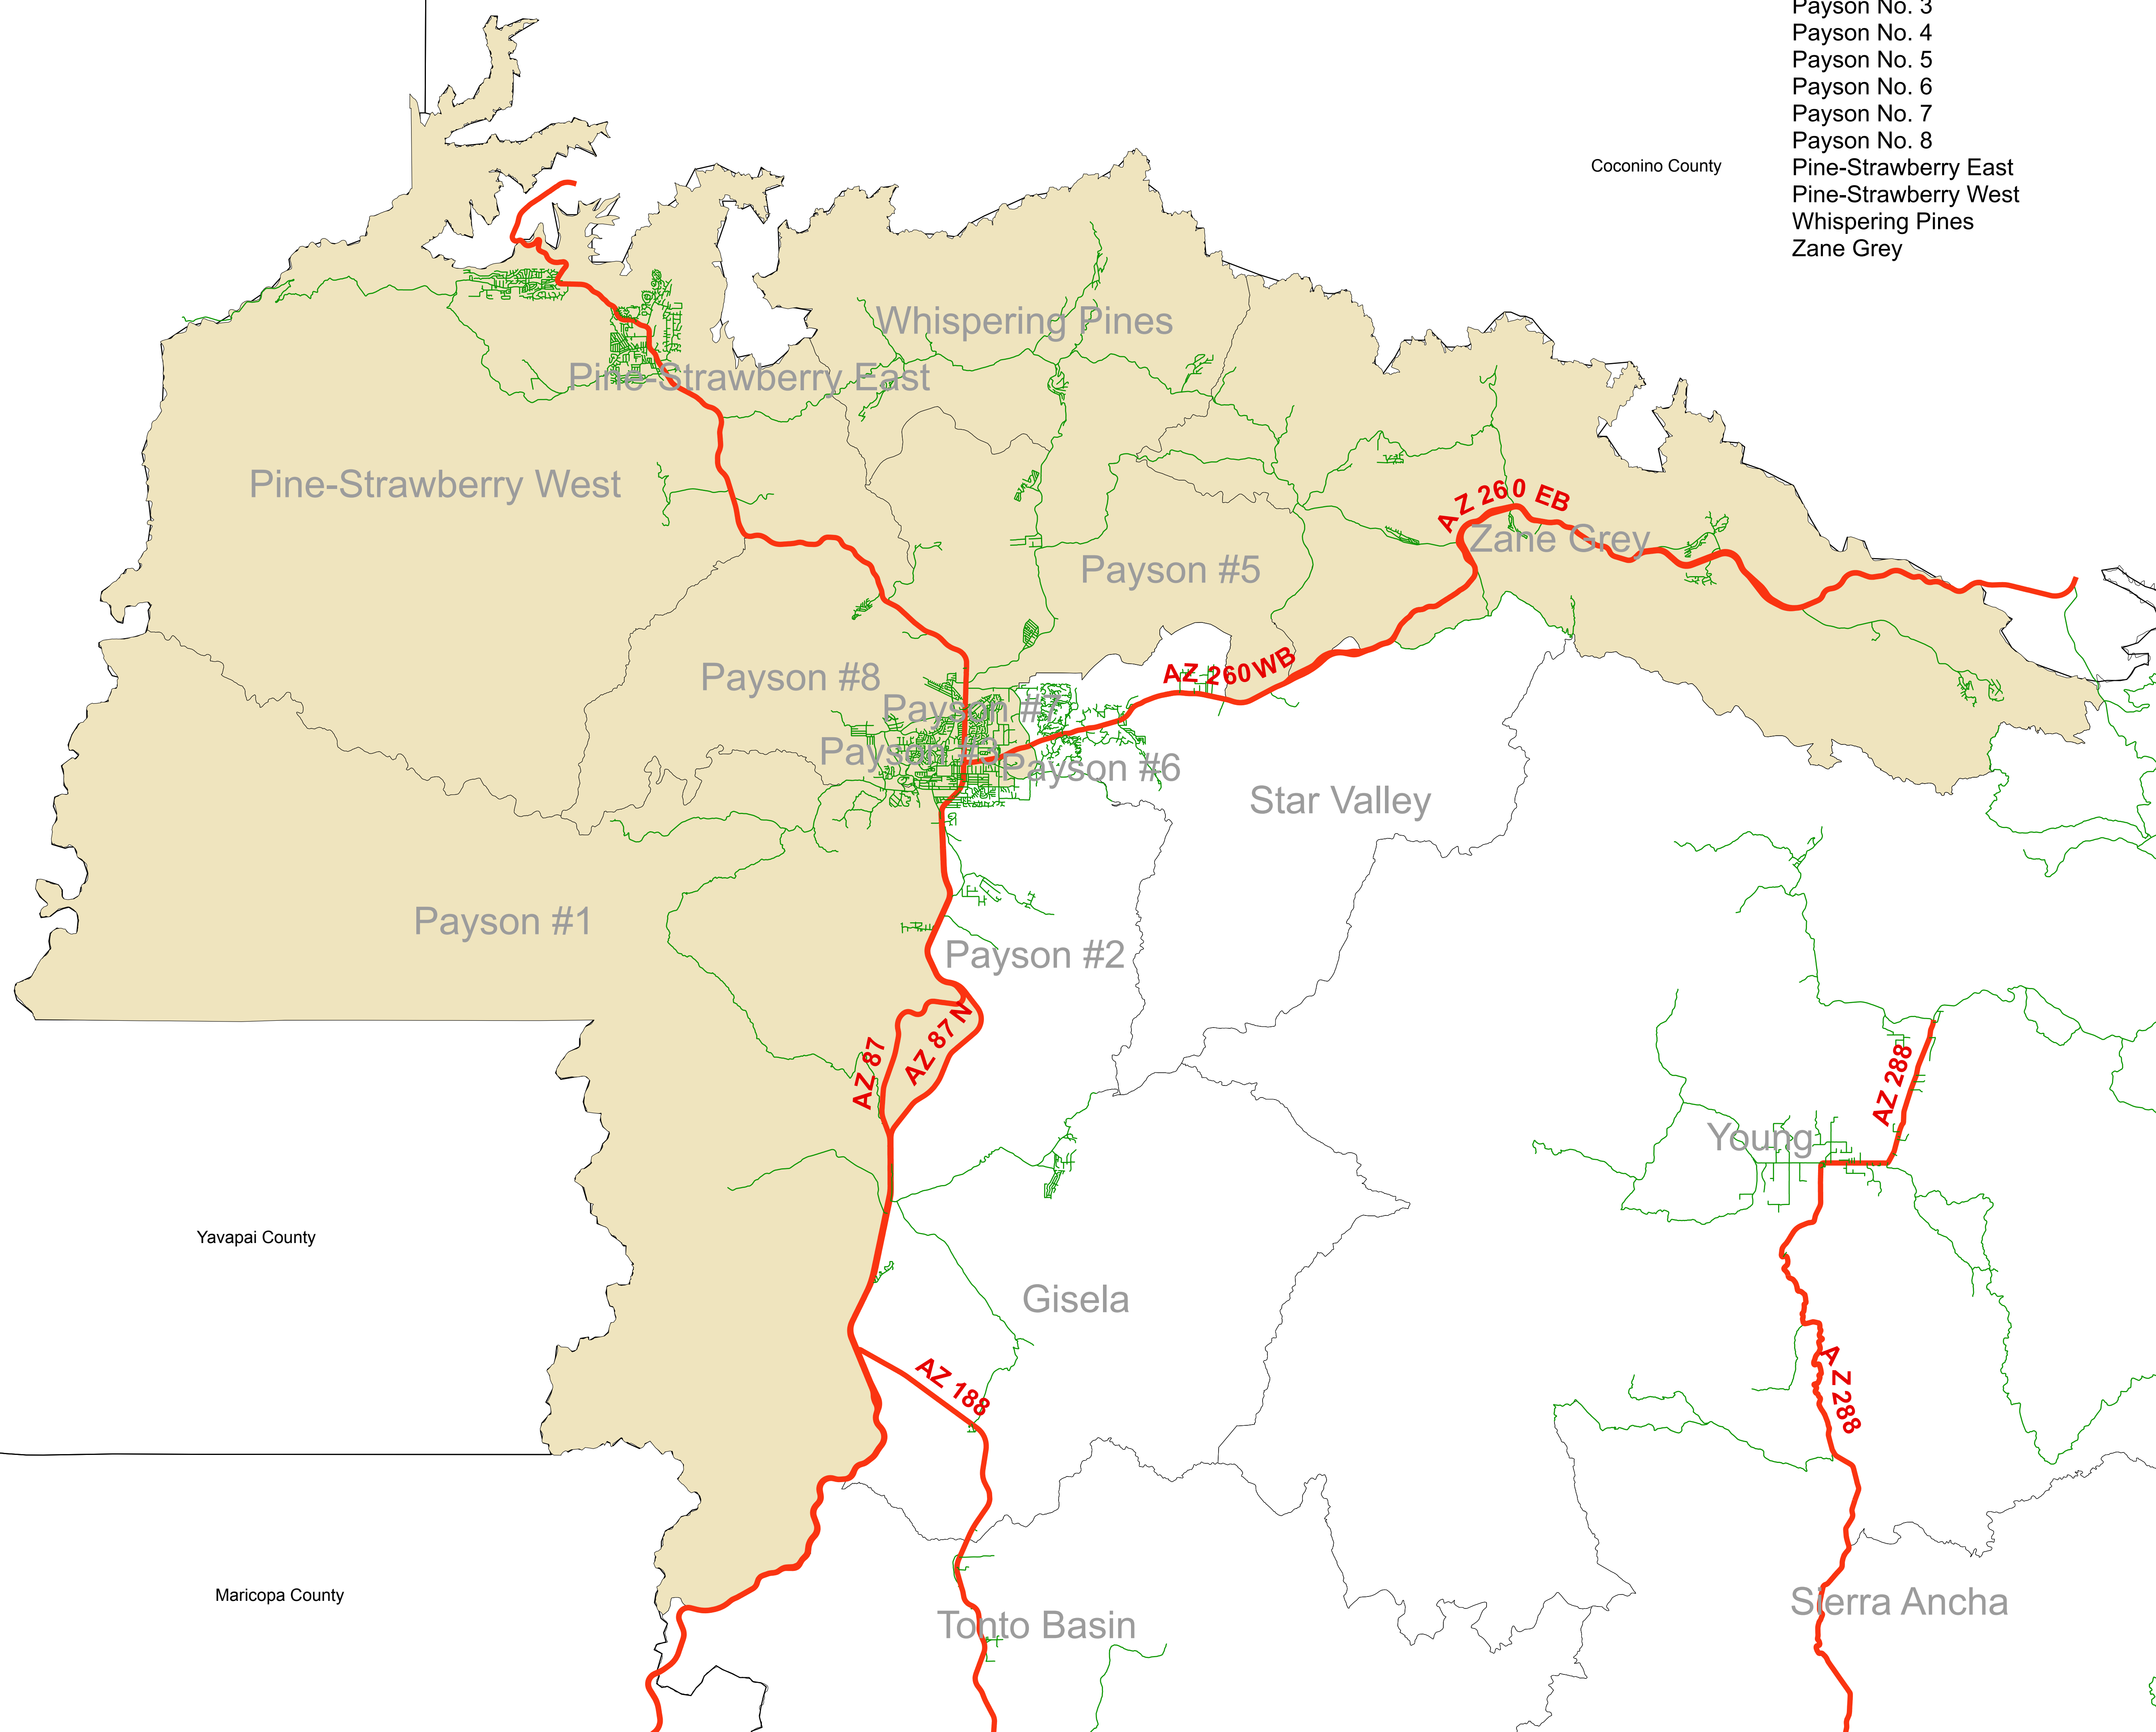 Payson No. 3
Payson No. 4
Payson No. 5
Payson No. 6
Payson No. 7
Payson No. 8
Pine-Strawberry East
Pine-Strawberry West
Whispering Pines
Zane Grey
Coconino County
Whispering Pines
Pine-Strawberry East
Pine-Strawberry West
AZ 260 EB
Zane Grey
Payson #5
AZ 260 WB
Payson #8
Payson #7
Payson #3
Payson #6
Star Valley
Payson #1
Payson #2
AZ 87
AZ 87 N
AZ 288
Young
Yavapai County
Gisela
AZ 188
AZ 288
Maricopa County
Tonto Basin
Sierra Ancha